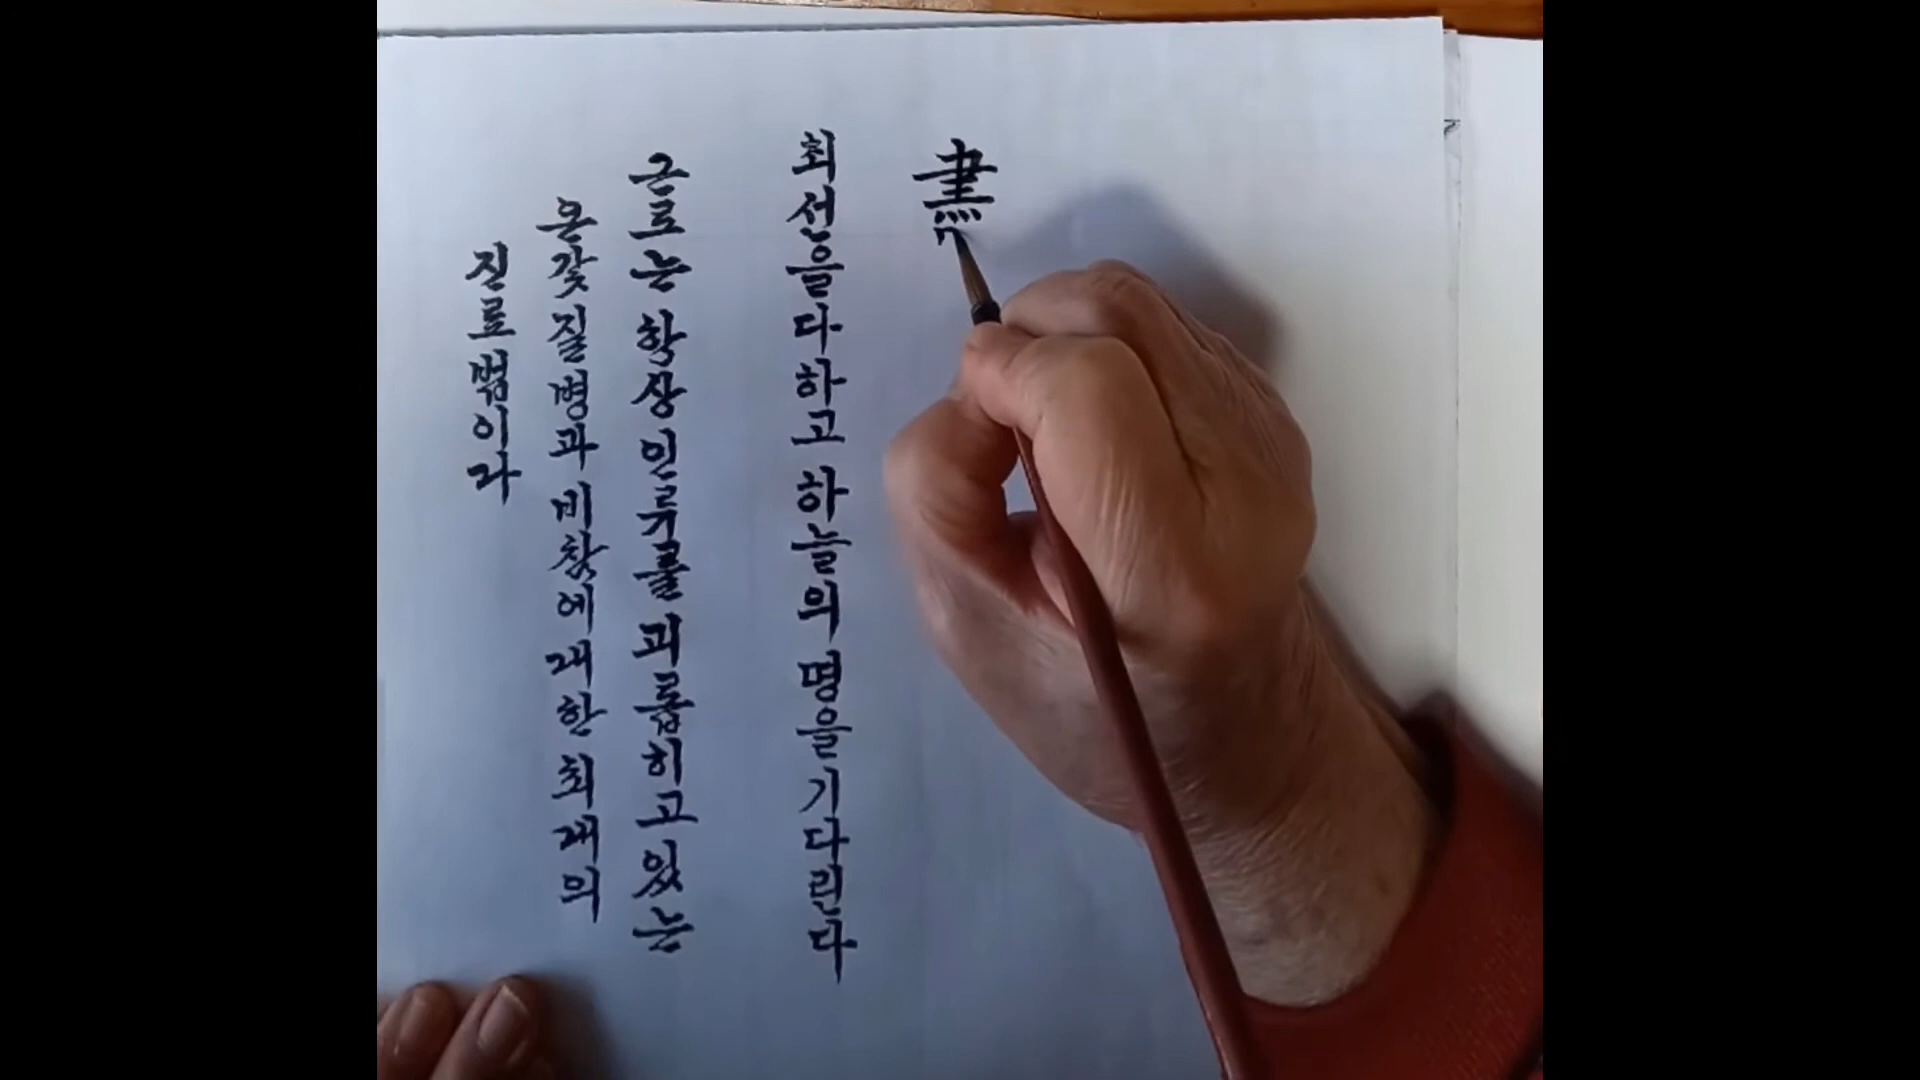 최선을다하고 하늘의 명을기다린다
근로는 항상 인류를 괴롭히고 있는
온갖 질병과 비참에 대한 최대의
진료법이라